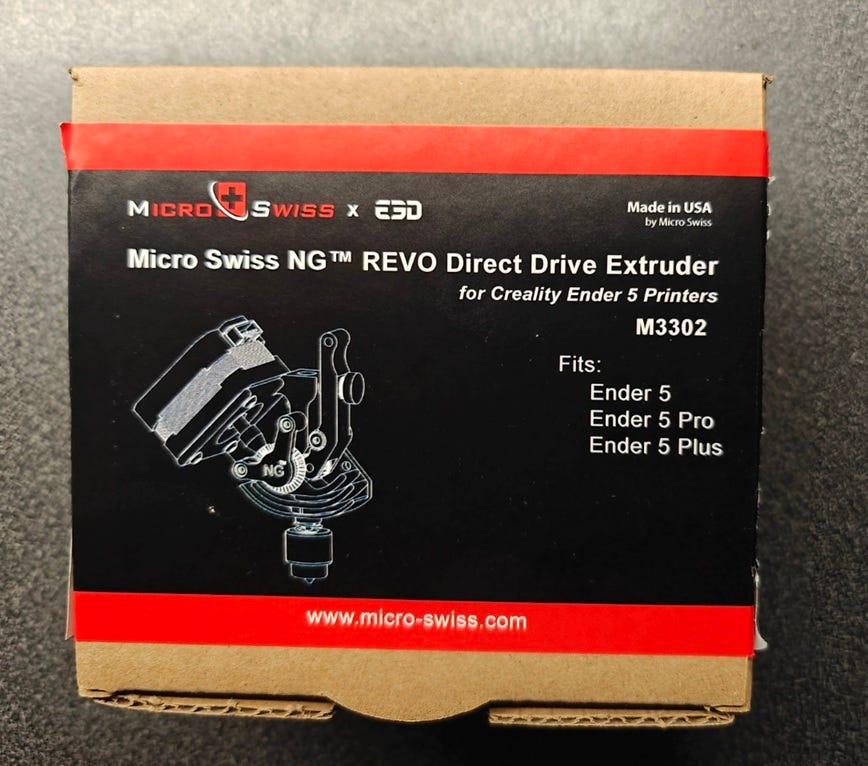 MICRO SWISS x E3D
Made in USA
by Micro Swiss
Micro Swiss NG™ REVO Direct Drive Extruder
for Creality Ender 5 Printers
M3302
Fits:
Ender 5
Ender 5 Pro
Ender 5 Plus
NG™
www.micro-swiss.com